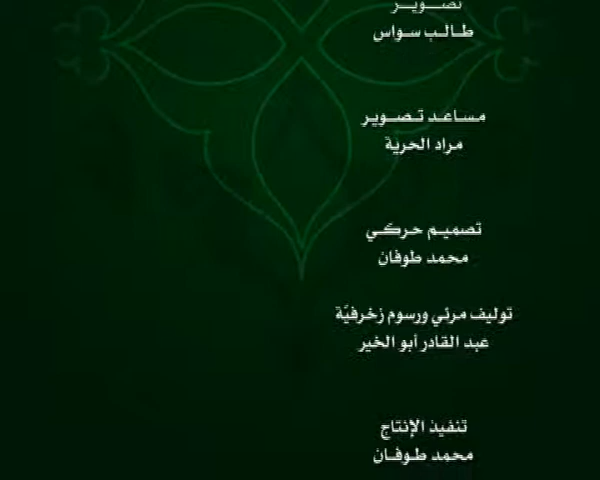 تصوير
طالب سواس
مساعد تصوير
مراد الحرية
تصميم حركي
محمد طوفان
توليف مرئي ورسوم زخرفيّة
عبد القادر أبو الخير
تنفيذ الإنتاج
محمد طوفان